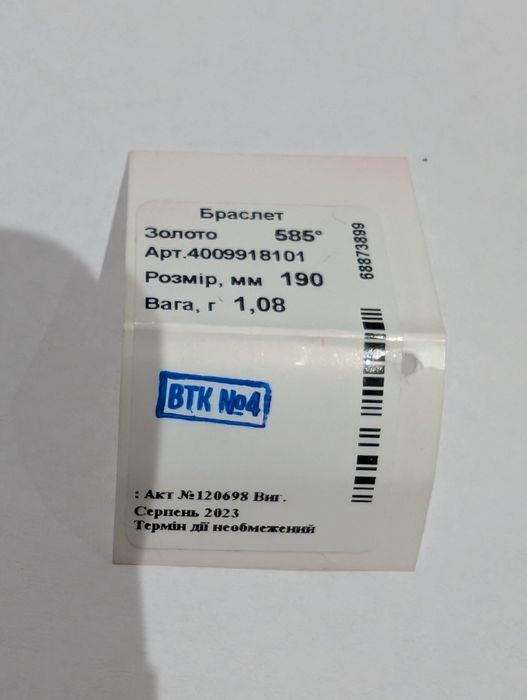 Браслет
Золото 585°
Арт.4009918101
Розмір, мм 190
Вага, г 1,08
68873899
ВТК №4
: Акт №120698 Виг.
Серпень 2023
Термін дії необмежений